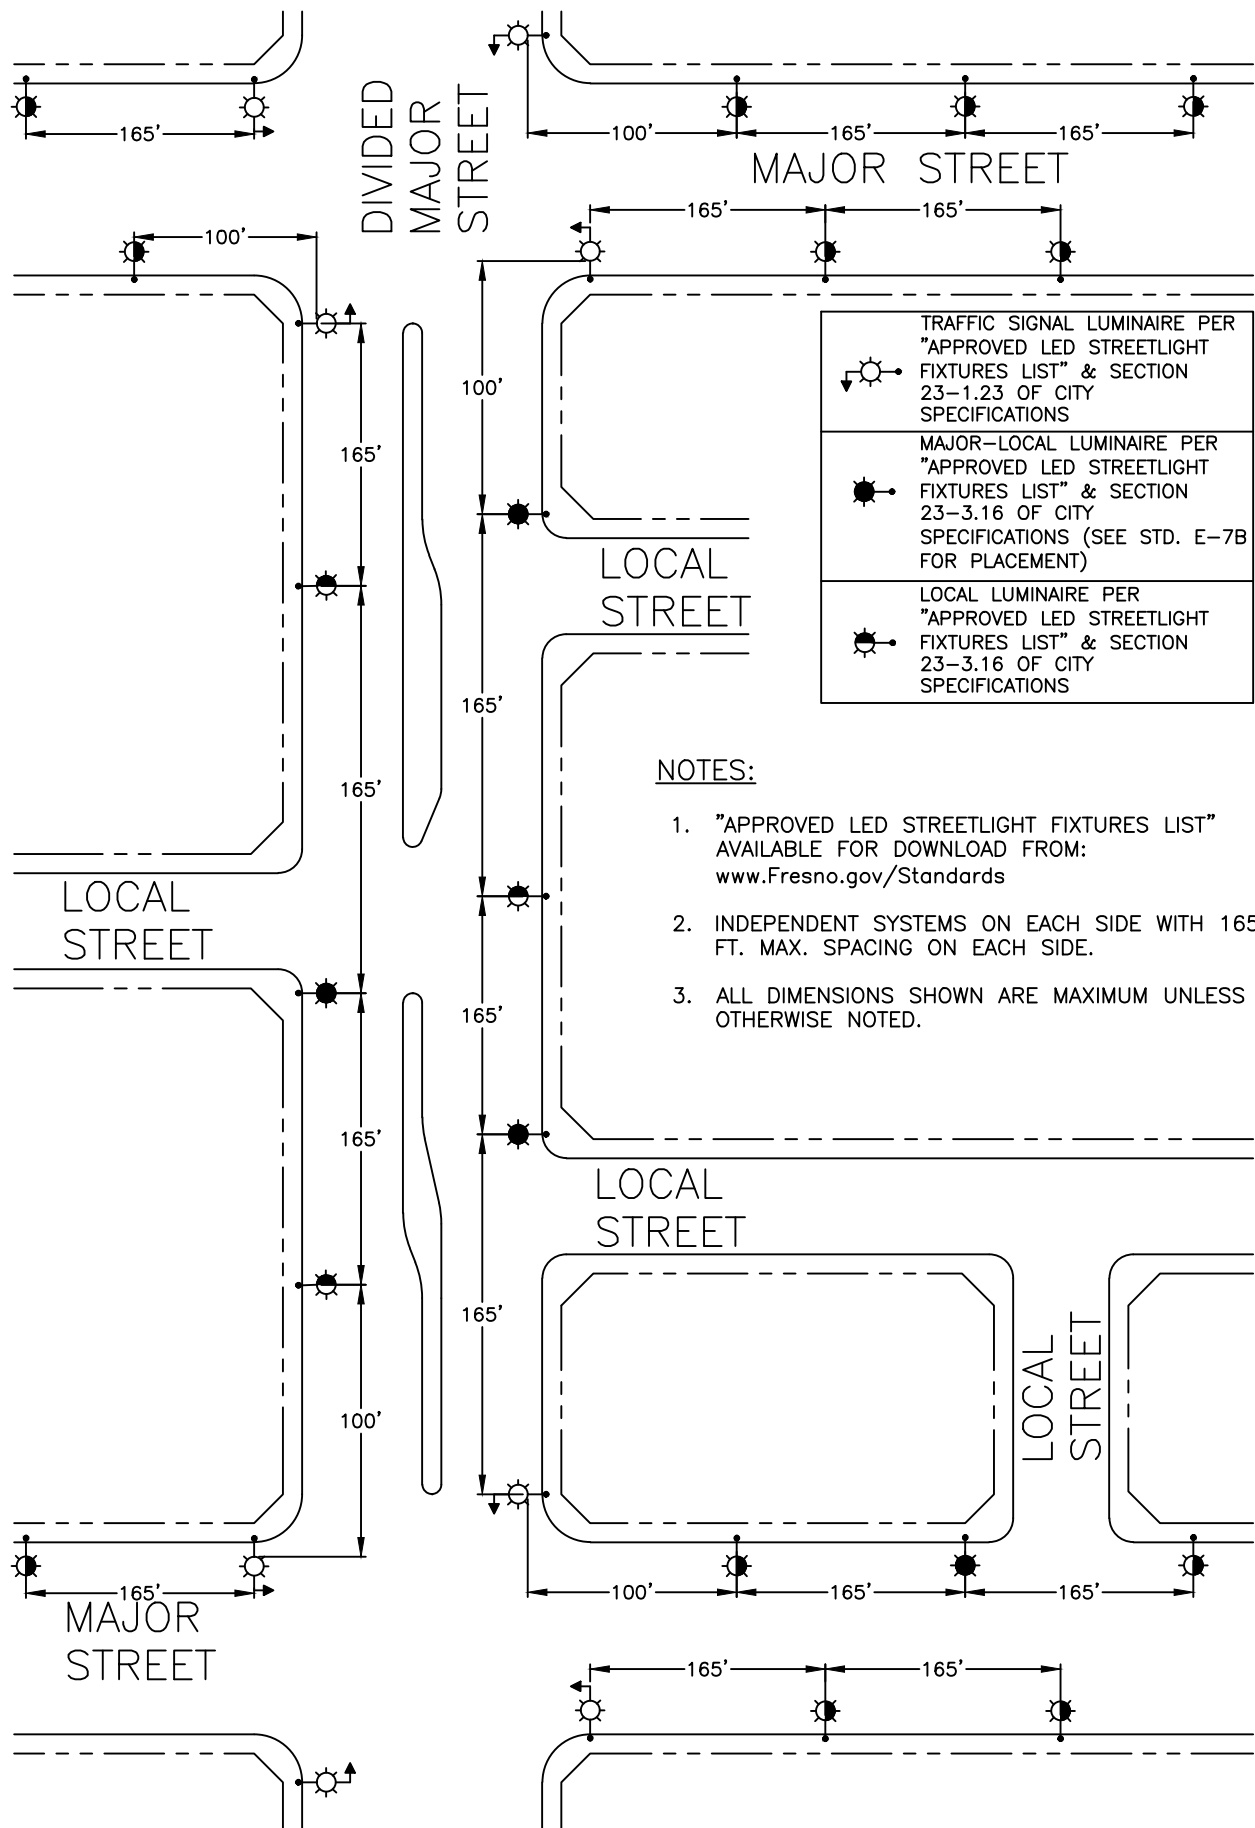 165'
100'
165'
165'
DIVIDED
MAJOR
STREET
MAJOR STREET
165'
165'
100'
100'
165'
TRAFFIC SIGNAL LUMINAIRE PER
"APPROVED LED STREETLIGHT
FIXTURES LIST" & SECTION
23-1.23 OF CITY
SPECIFICATIONS
MAJOR-LOCAL LUMINAIRE PER
"APPROVED LED STREETLIGHT
FIXTURES LIST" & SECTION
23-3.16 OF CITY
SPECIFICATIONS (SEE STD. E-7B
FOR PLACEMENT)
LOCAL LUMINAIRE PER
"APPROVED LED STREETLIGHT
FIXTURES LIST" & SECTION
23-3.16 OF CITY
SPECIFICATIONS
LOCAL
STREET
165'
165'
NOTES:
1. "APPROVED LED STREETLIGHT FIXTURES LIST"
AVAILABLE FOR DOWNLOAD FROM:
www.Fresno.gov/Standards
2. INDEPENDENT SYSTEMS ON EACH SIDE WITH 165
FT. MAX. SPACING ON EACH SIDE.
3. ALL DIMENSIONS SHOWN ARE MAXIMUM UNLESS
OTHERWISE NOTED.
LOCAL
STREET
165'
165'
LOCAL
STREET
165'
LOCAL
STREET
100'
165'
100'
165'
165'
MAJOR
STREET
165'
165'